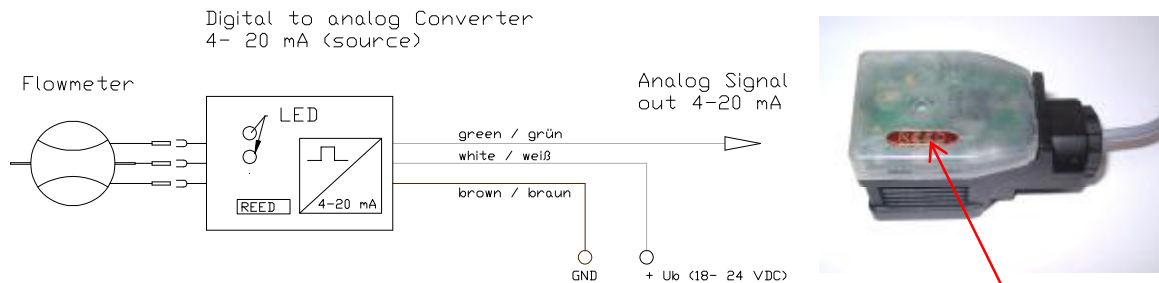 Digital to analog Converter
4- 20 mA (source)
Flowmeter
LED
REED
4-20 mA
green / grün
white / weiß
brown / braun
Analog Signal
out 4-20 mA
GND
+ Ub (18- 24 VDC)
REED